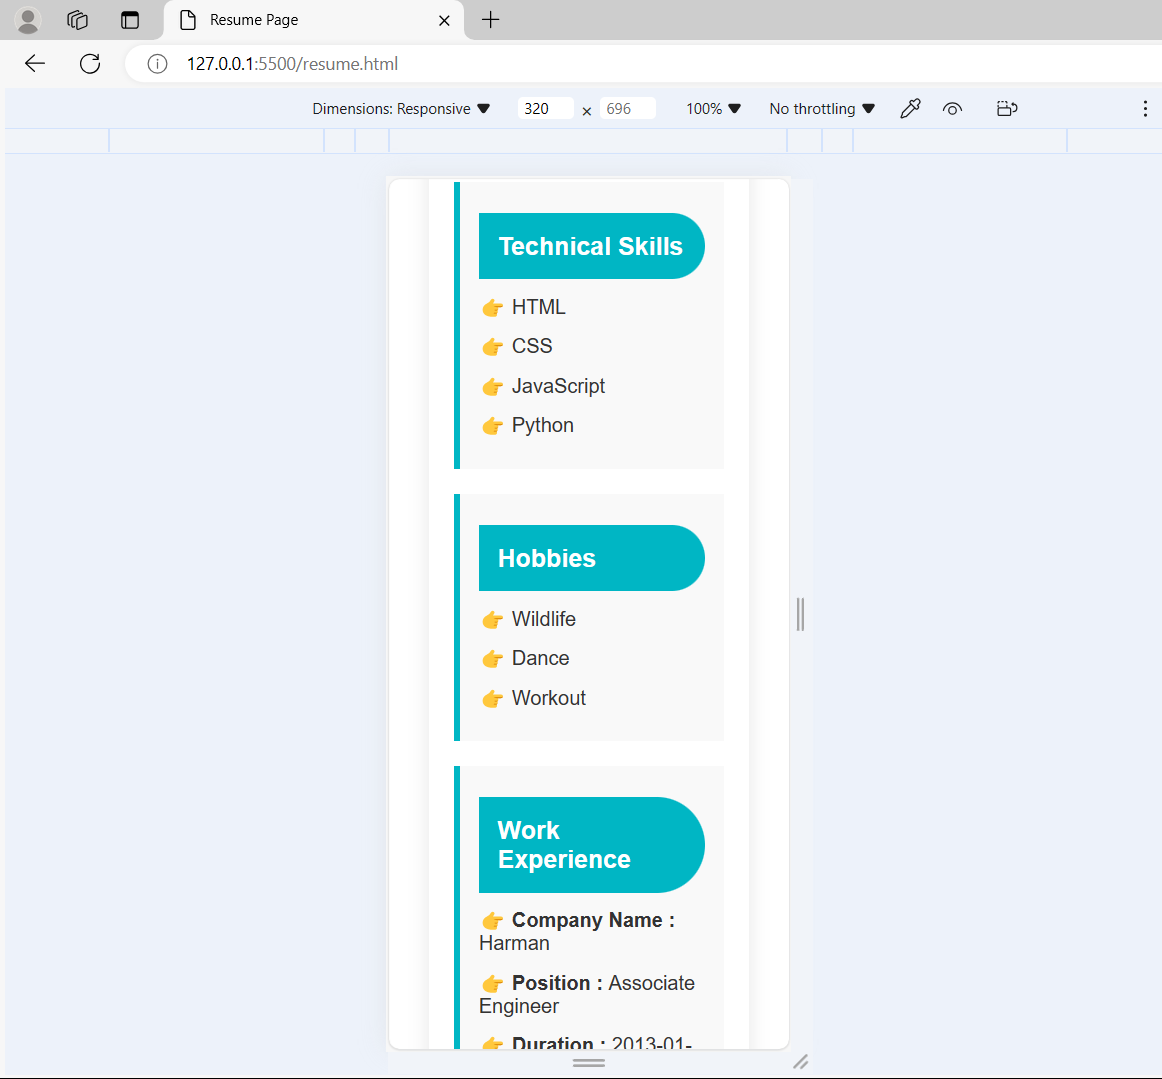 Resume Page
127.0.0.1:5500/resume.html
Dimensions: Responsive 320 × 696 100% No throttling
Technical Skills
👉 HTML
👉 CSS
👉 JavaScript
👉 Python
Hobbies
👉 Wildlife
👉 Dance
👉 Workout
Work
Experience
👉 Company Name :
Harman
👉 Position : Associate
Engineer
👉 Duration : 2013-01-